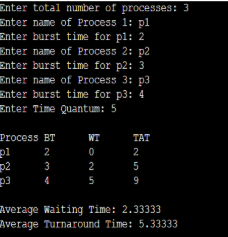 Enter total number of processes: 3
Enter name of Process 1: p1
Enter burst time for p1: 2
Enter name of Process 2: p2
Enter burst time for p2: 3
Enter name of Process 3: p3
Enter burst time for p3: 4
Enter Time Quantum: 5
Process BT WT TAT
p1 2 0 2
p2 3 2 5
p3 4 5 9
Average Waiting Time: 2.33333
Average Turnaround Time: 5.33333